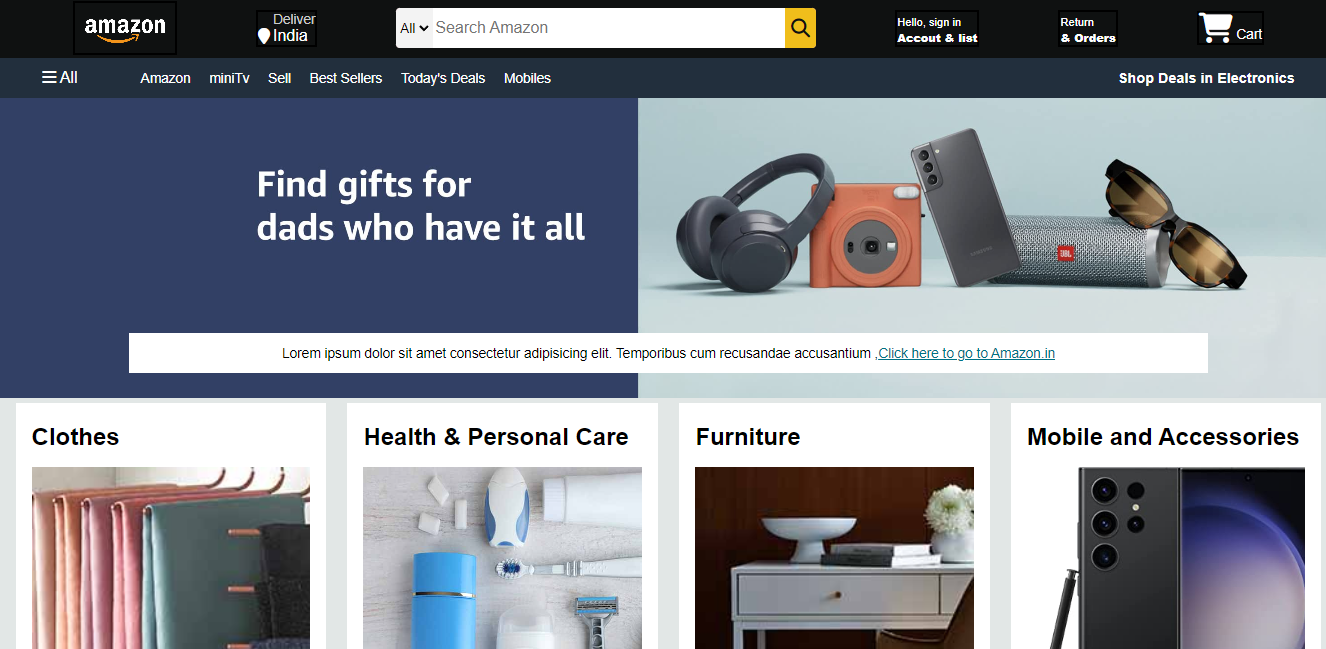 amazon
Deliver
India
All
Search Amazon
Hello, sign in
Accout & list
Return
& Orders
Cart
All
Amazon
miniTv
Sell
Best Sellers
Today's Deals
Mobiles
Shop Deals in Electronics
Find gifts for
dads who have it all
SAMSUNG
JBL
Lorem ipsum dolor sit amet consectetur adipisicing elit. Temporibus cum recusandae accusantium ,Click here to go to Amazon.in
Clothes
Health & Personal Care
Furniture
Mobile and Accessories